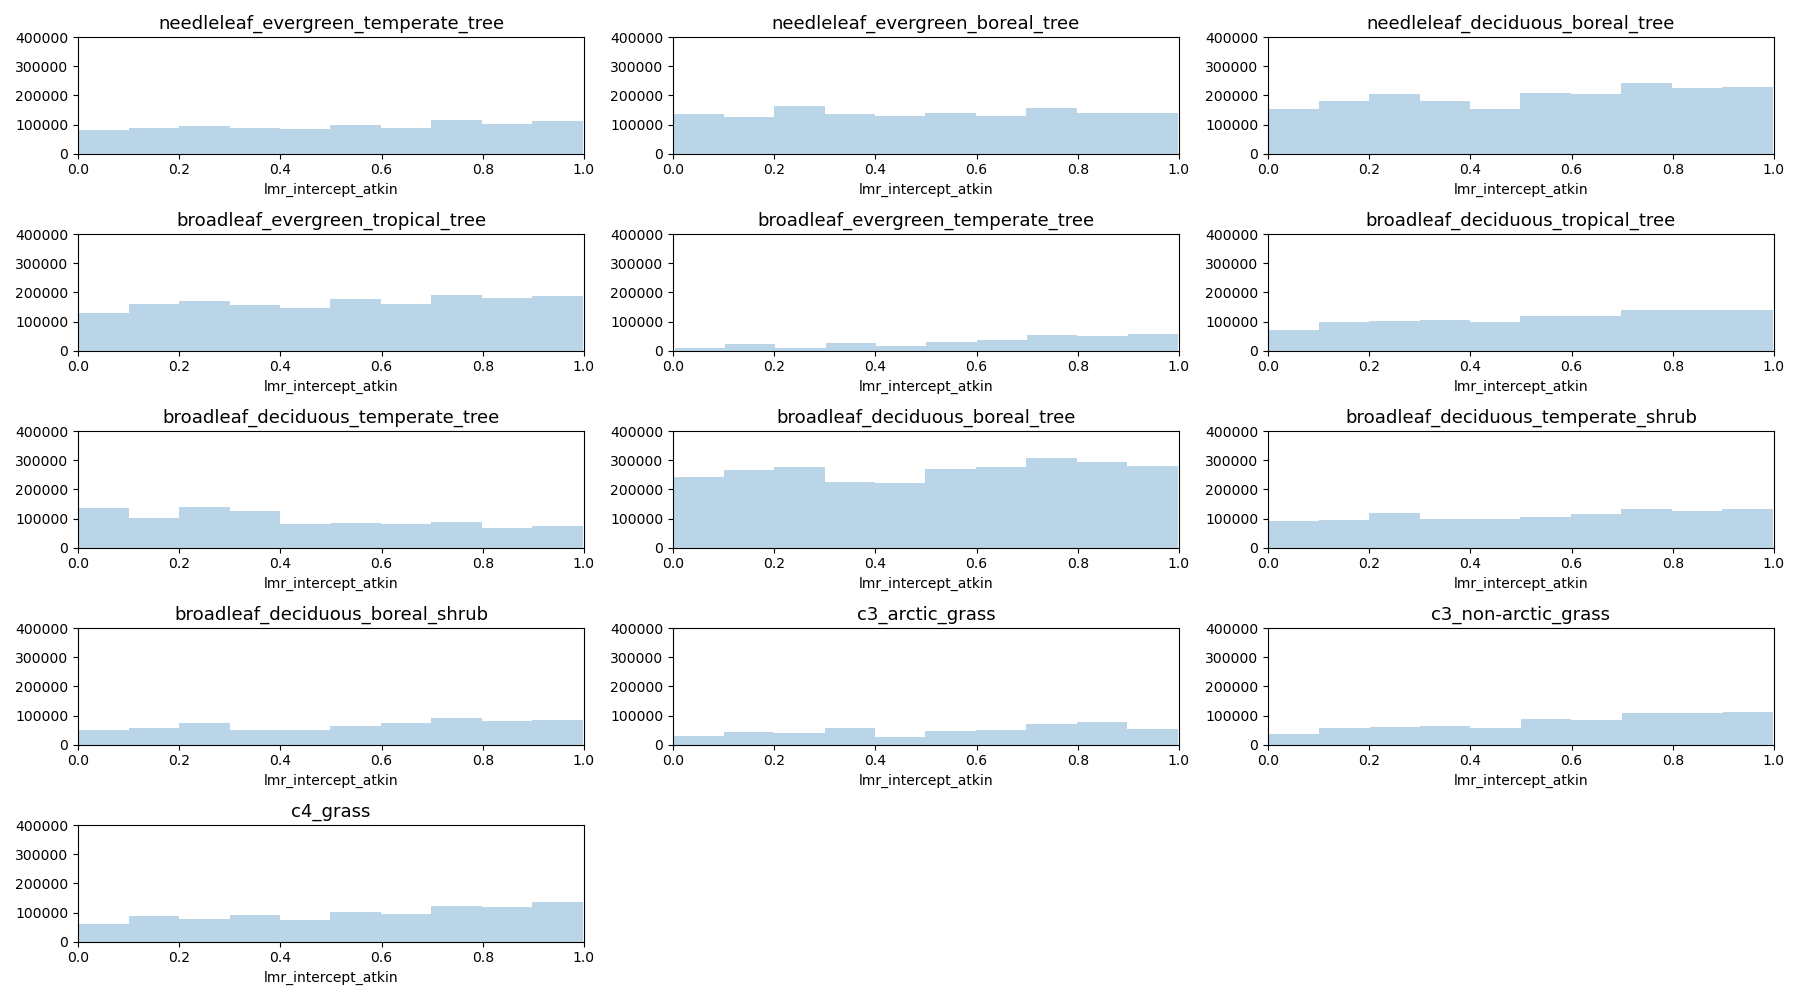 needleleaf_evergreen_temperate_tree
400000
300000
200000
100000
0
0.0 0.2 0.4 0.6 0.8 1.0
lmr_intercept_atkin
needleleaf_evergreen_boreal_tree
400000
300000
200000
100000
0
0.0 0.2 0.4 0.6 0.8 1.0
lmr_intercept_atkin
needleleaf_deciduous_boreal_tree
400000
300000
200000
100000
0
0.0 0.2 0.4 0.6 0.8 1.0
lmr_intercept_atkin
broadleaf_evergreen_tropical_tree
400000
300000
200000
100000
0
0.0 0.2 0.4 0.6 0.8 1.0
lmr_intercept_atkin
broadleaf_evergreen_temperate_tree
400000
300000
200000
100000
0
0.0 0.2 0.4 0.6 0.8 1.0
lmr_intercept_atkin
broadleaf_deciduous_tropical_tree
400000
300000
200000
100000
0
0.0 0.2 0.4 0.6 0.8 1.0
lmr_intercept_atkin
broadleaf_deciduous_temperate_tree
400000
300000
200000
100000
0
0.0 0.2 0.4 0.6 0.8 1.0
lmr_intercept_atkin
broadleaf_deciduous_boreal_tree
400000
300000
200000
100000
0
0.0 0.2 0.4 0.6 0.8 1.0
lmr_intercept_atkin
broadleaf_deciduous_temperate_shrub
400000
300000
200000
100000
0
0.0 0.2 0.4 0.6 0.8 1.0
lmr_intercept_atkin
broadleaf_deciduous_boreal_shrub
400000
300000
200000
100000
0
0.0 0.2 0.4 0.6 0.8 1.0
lmr_intercept_atkin
c3_arctic_grass
400000
300000
200000
100000
0
0.0 0.2 0.4 0.6 0.8 1.0
lmr_intercept_atkin
c3_non-arctic_grass
400000
300000
200000
100000
0
0.0 0.2 0.4 0.6 0.8 1.0
lmr_intercept_atkin
c4_grass
400000
300000
200000
100000
0
0.0 0.2 0.4 0.6 0.8 1.0
lmr_intercept_atkin